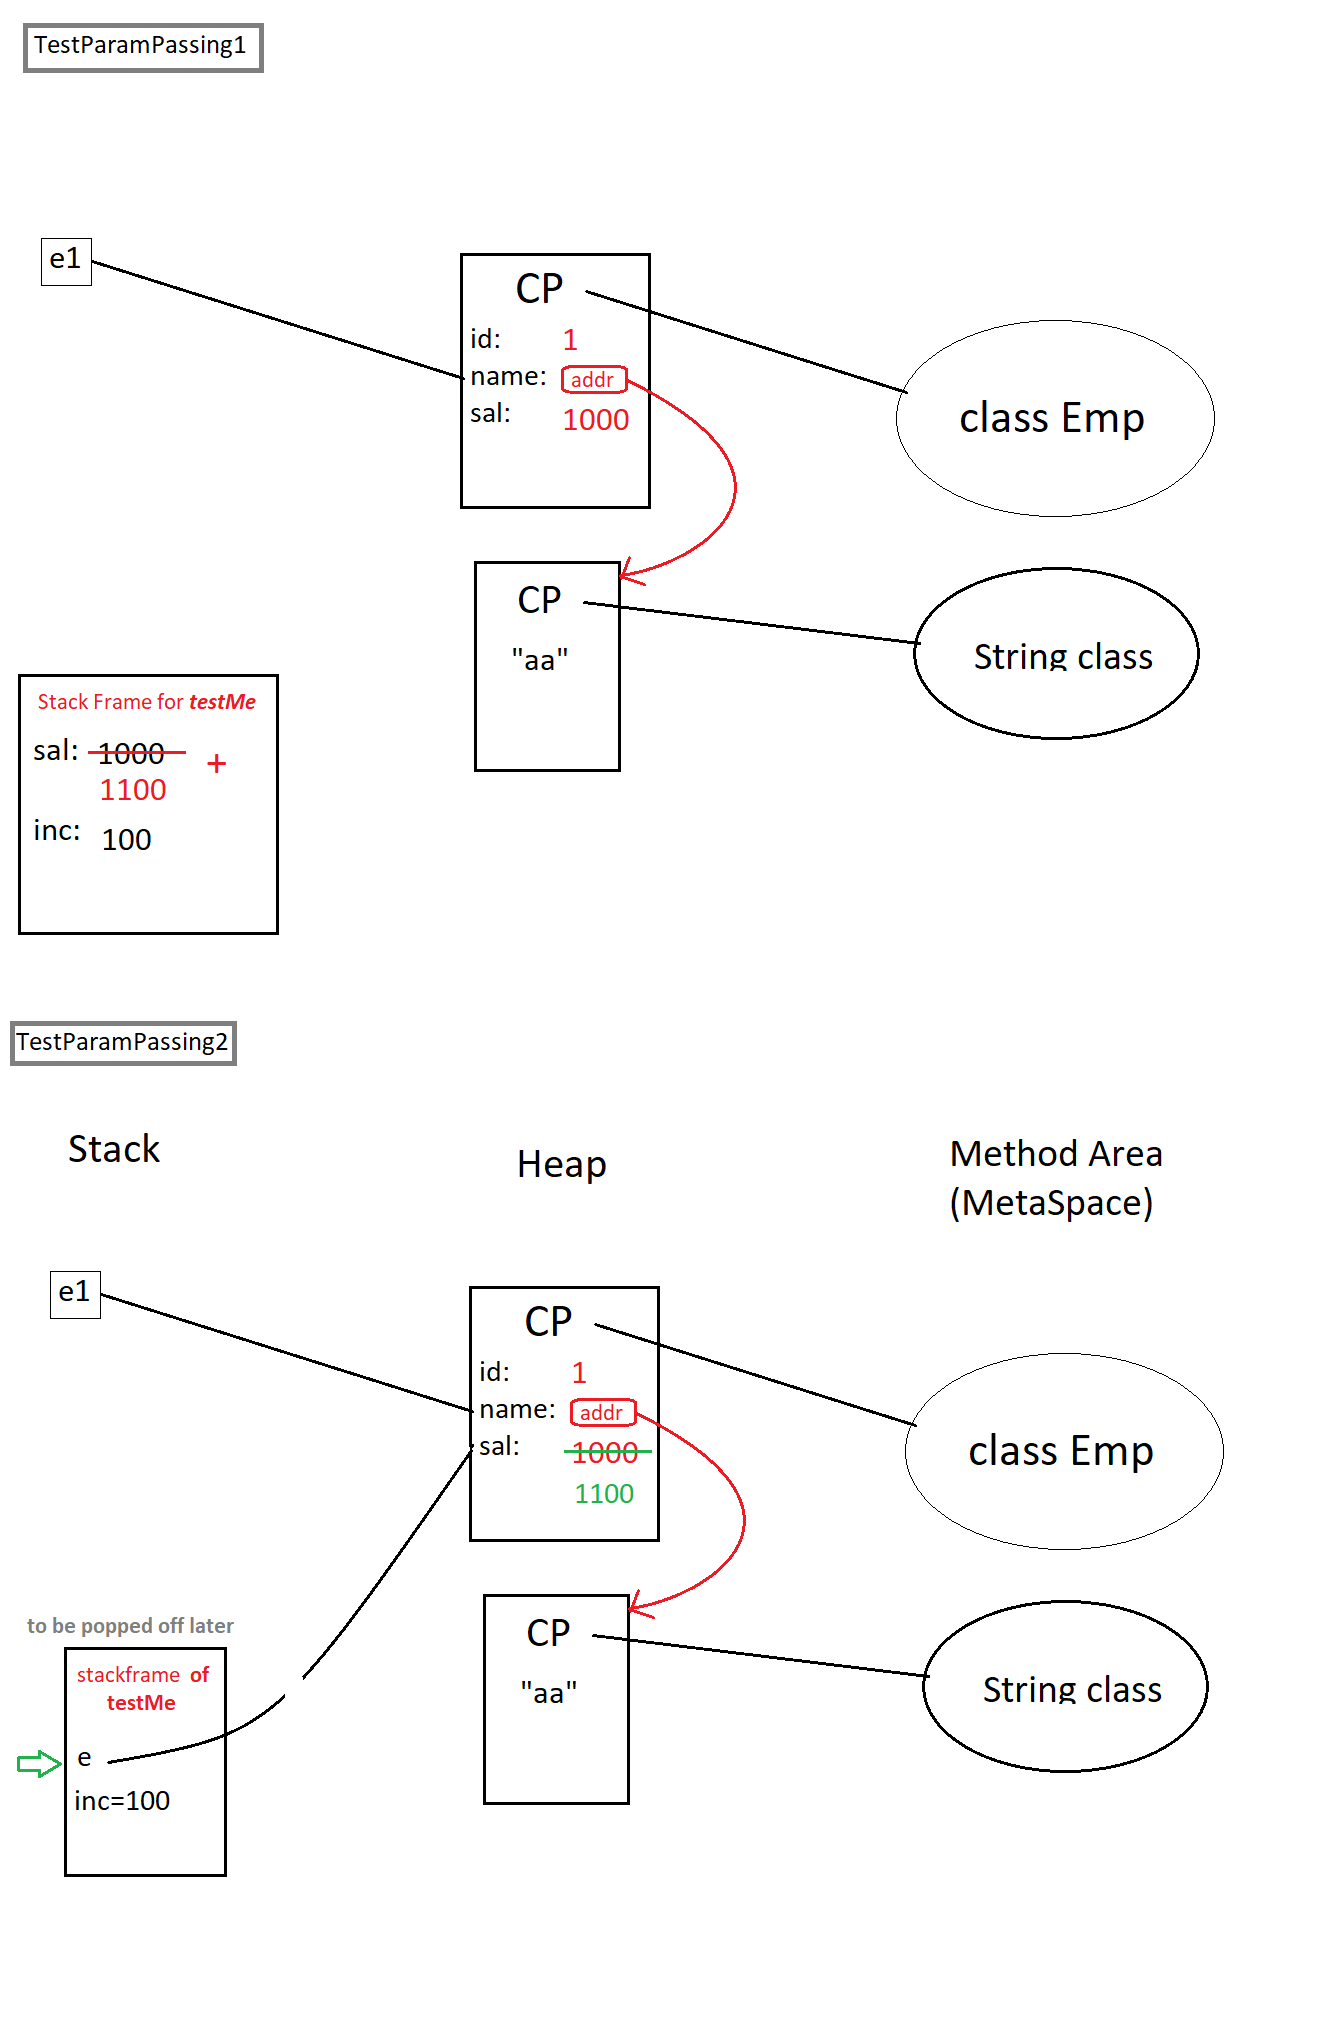 TestParamPassing1
e1
CP
id: 1
name: addr
sal: 1000
class Emp
CP
"aa"
String class
Stack Frame for testMe
sal: 1000 +
1100
inc: 100
TestParamPassing2
Stack
Heap
Method Area
(MetaSpace)
e1
CP
id: 1
name: addr
sal: 1000
1100
class Emp
CP
"aa"
String class
to be popped off later
stackframe of
testMe
e
inc=100